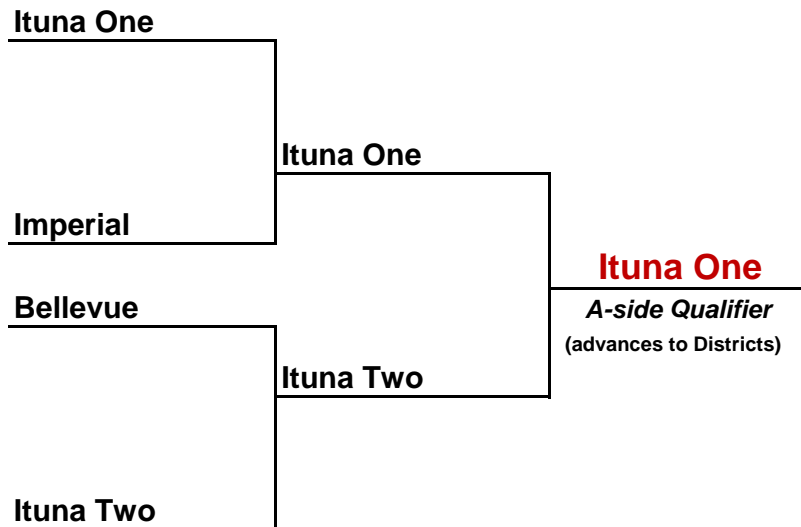 Ituna One
Ituna One
Imperial
Ituna One
Bellevue
A-side Qualifier
(advances to Districts)
Ituna Two
Ituna Two